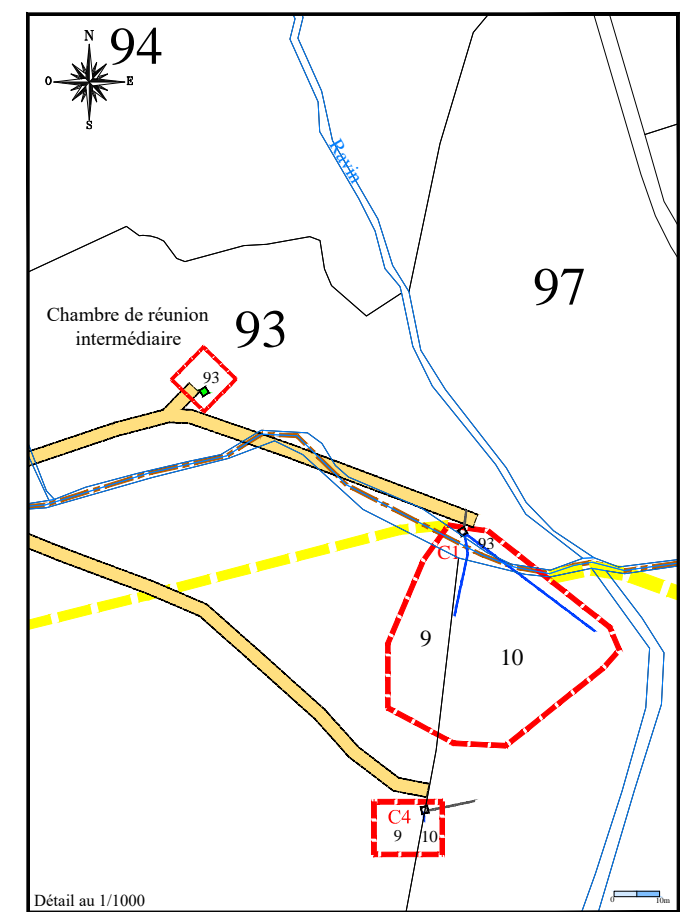 N
94
O
E
S
Ravin
97
Chambre de réunion
intermédiaire
93
93
C1
93
9
10
C4
9
10
Détail au 1/1000
0
10m